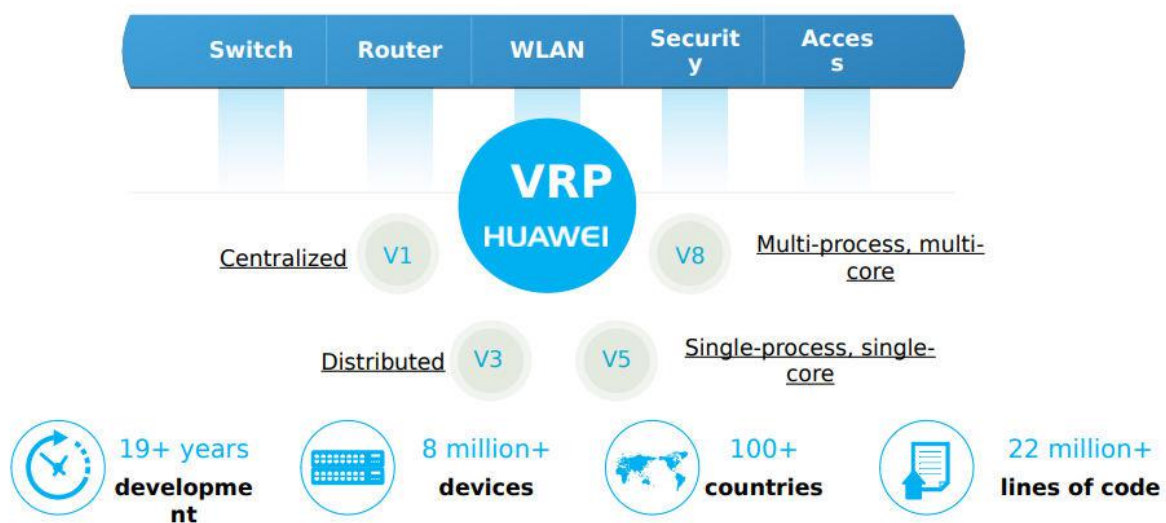 Switch Router WLAN Securit Acces
y s
VRP
HUAWEI
Centralized V1 V8 Multi-process, multi-
core
Distributed V3 V5 Single-process, single-
core
19+ years 8 million+ 100+ 22 million+
developme devices countries lines of code
nt